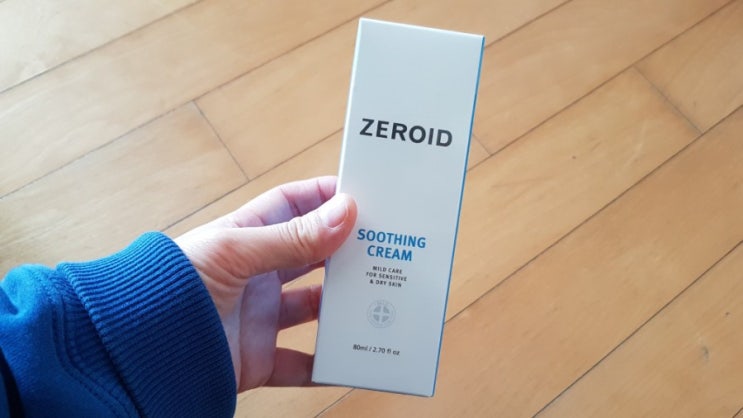 ZEROID
SOOTHING
CREAM
MILD CARE
FOR SENSITIVE
& DRY SKIN
80ml / 2.70 fl oz